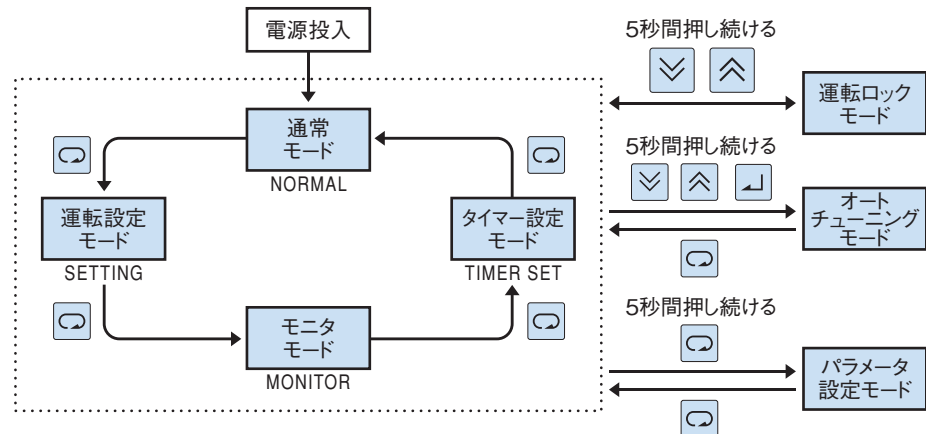 電源投入
通常
モード
NORMAL
運転設定
モード
SETTING
モニタ
モード
MONITOR
タイマー設定
モード
TIMER SET
5秒間押し続ける
運転ロック
モード
5秒間押し続ける
オート
チューニング
モード
5秒間押し続ける
パラメータ
設定モード